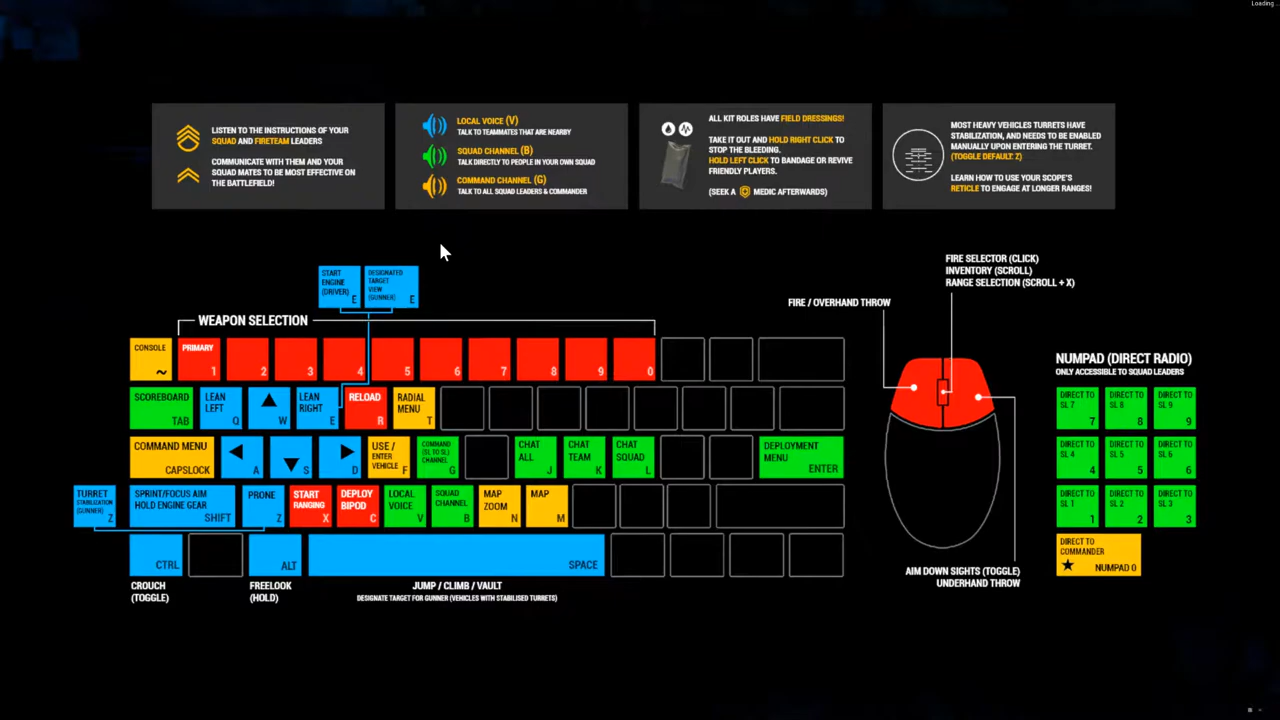 Loading...
LISTEN TO THE INSTRUCTIONS OF YOUR
SQUAD AND FIRETEAM LEADERS
COMMUNICATE WITH THEM AND YOUR
SQUAD MATES TO BE MOST EFFECTIVE ON
THE BATTLEFIELD!
LOCAL VOICE (V)
TALK TO TEAMMATES THAT ARE NEARBY
SQUAD CHANNEL (B)
TALK DIRECTLY TO PEOPLE IN YOUR OWN SQUAD
COMMAND CHANNEL (G)
TALK TO ALL SQUAD LEADERS & COMMANDER
ALL KIT ROLES HAVE FIELD DRESSINGS!
TAKE IT OUT AND HOLD RIGHT CLICK TO
STOP THE BLEEDING.
HOLD LEFT CLICK TO BANDAGE OR REVIVE
FRIENDLY PLAYERS.
(SEEK A MEDIC AFTERWARDS)
MOST HEAVY VEHICLES TURRETS HAVE
STABILIZATION, AND NEEDS TO BE ENABLED
MANUALLY UPON ENTERING THE TURRET.
(TOGGLE DEFAULT: Z)
LEARN HOW TO USE YOUR SCOPE'S
RETICLE TO ENGAGE AT LONGER RANGES!
START
ENGINE
(DRIVER)
E
DESIGNATED
TARGET
VIEW
(GUNNER)
E
WEAPON SELECTION
CONSOLE
~
PRIMARY
1
2
3
4
5
6
7
8
9
0
SCOREBOARD
TAB
LEAN
LEFT
Q
W
LEAN
RIGHT
E
RELOAD
R
RADIAL
MENU
T
COMMAND MENU
CAPSLOCK
A
S
D
USE /
ENTER
VEHICLE
F
COMMAND
(SL TO SL)
CHANNEL
G
CHAT
ALL
J
CHAT
TEAM
K
CHAT
SQUAD
L
DEPLOYMENT
MENU
ENTER
TURRET
STABILIZATION
(GUNNER)
Z
SPRINT/FOCUS AIM
HOLD ENGINE GEAR
SHIFT
PRONE
Z
START
RANGING
X
DEPLOY
BIPOD
C
LOCAL
VOICE
V
SQUAD
CHANNEL
B
MAP
ZOOM
N
MAP
M
CTRL
ALT
SPACE
CROUCH
(TOGGLE)
FREELOOK
(HOLD)
JUMP / CLIMB / VAULT
DESIGNATE TARGET FOR GUNNER (VEHICLES WITH STABILISED TURRETS)
FIRE SELECTOR (CLICK)
INVENTORY (SCROLL)
RANGE SELECTION (SCROLL + X)
FIRE / OVERHAND THROW
AIM DOWN SIGHTS (TOGGLE)
UNDERHAND THROW
NUMPAD (DIRECT RADIO)
ONLY ACCESSIBLE TO SQUAD LEADERS
DIRECT TO
SL 7
7
DIRECT TO
SL 8
8
DIRECT TO
SL 9
9
DIRECT TO
SL 4
4
DIRECT TO
SL 5
5
DIRECT TO
SL 6
6
DIRECT TO
SL 1
1
DIRECT TO
SL 2
2
DIRECT TO
SL 3
3
DIRECT TO
COMMANDER
NUMPAD 0